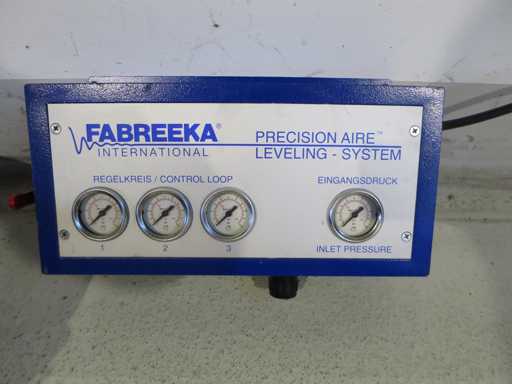 FABREEKA®
INTERNATIONAL
PRECISION AIRE™
LEVELING - SYSTEM
REGELKREIS / CONTROL LOOP
EINGANGSDRUCK
1 2 3
INLET PRESSURE